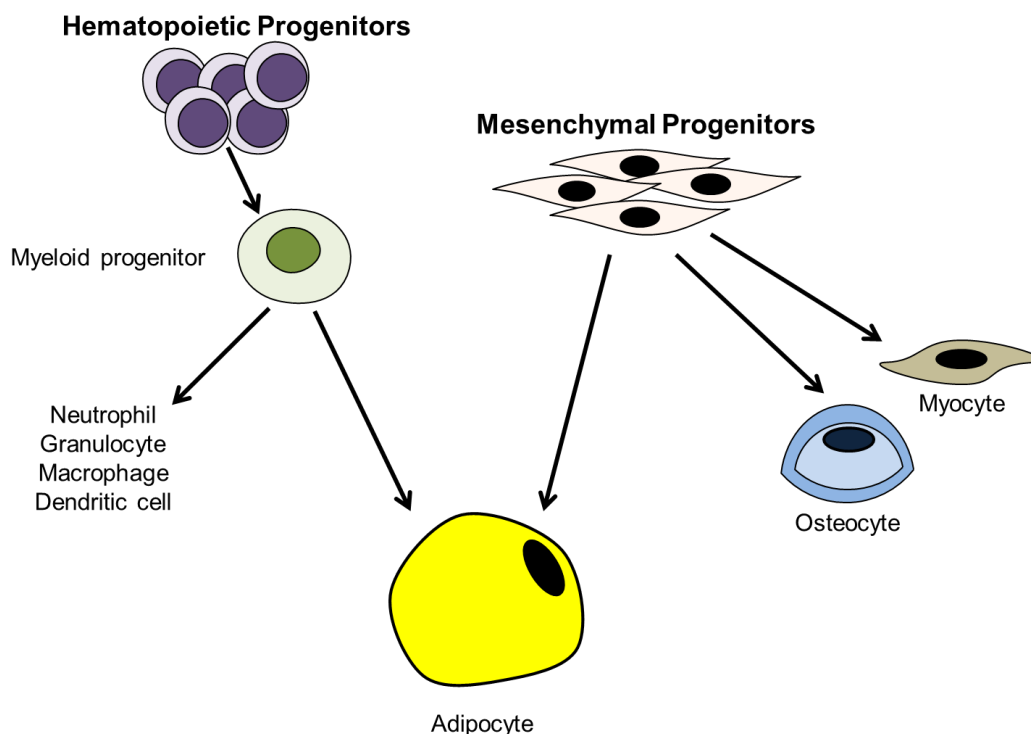 Hematopoietic Progenitors
Mesenchymal Progenitors
Myeloid progenitor
Neutrophil
Granulocyte
Macrophage
Dendritic cell
Myocyte
Osteocyte
Adipocyte